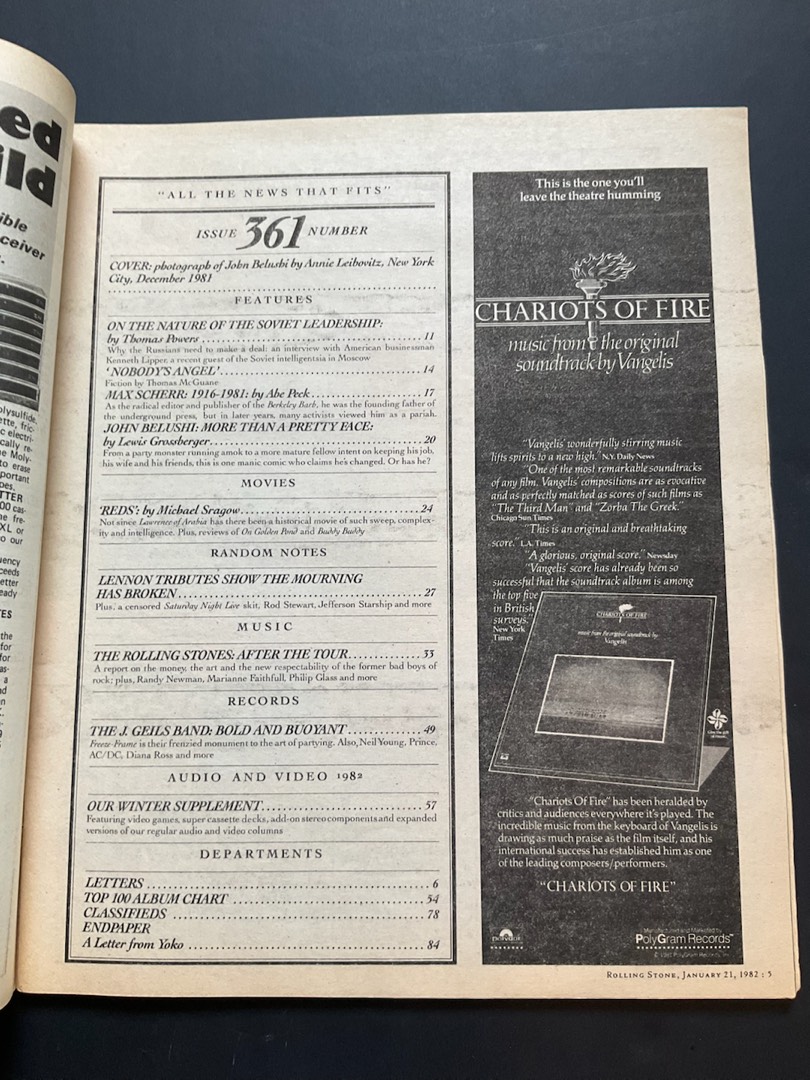 ed
ild
ible
ceiver
"ALL THE NEWS THAT FITS"
ISSUE 361 NUMBER
COVER: photograph of John Belushi by Annie Leibovitz, New York
City, December 1981
FEATURES
ON THE NATURE OF THE SOVIET LEADERSHIP:
by Thomas Powers 11
Why the Russians need to make a deal: an interview with American businessman
Kenneth Lipper, a recent guest of the Soviet intelligentsia in Moscow
'NOBODY'S ANGEL' 14
Fiction by Thomas McGuane
MAX SCHERR: 1916-1981: by Abe Peck 17
As the radical editor and publisher of the Berkeley Barb, he was the founding father of
the underground press, but in later years, many activists viewed him as a pariah.
JOHN BELUSHI: MORE THAN A PRETTY FACE:
by Lewis Grossberger 20
From a party monster running amok to a more mature fellow intent on keeping his job,
his wife and his friends, this is one manic comic who claims he's changed. Or has he?
MOVIES
'REDS': by Michael Sragow 24
Not since Lawrence of Arabia has there been a historical movie of such sweep, complex-
ity and intelligence. Plus, reviews of On Golden Pond and Buddy Buddy
RANDOM NOTES
LENNON TRIBUTES SHOW THE MOURNING
HAS BROKEN 27
Plus, a censored Saturday Night Live skit, Rod Stewart, Jefferson Starship and more
MUSIC
THE ROLLING STONES: AFTER THE TOUR 33
A report on the money, the art and the new respectability of the former bad boys of
rock; plus, Randy Newman, Marianne Faithfull, Philip Glass and more
RECORDS
THE J. GEILS BAND: BOLD AND BUOYANT 49
Freeze-Frame is their frenzied monument to the art of partying. Also, Neil Young, Prince,
AC/DC, Diana Ross and more
AUDIO AND VIDEO 1982
OUR WINTER SUPPLEMENT 57
Featuring video games, super cassette decks, add-on stereo components and expanded
versions of our regular audio and video columns
DEPARTMENTS
LETTERS 6
TOP 100 ALBUM CHART 54
CLASSIFIEDS 78
ENDPAPER
A Letter from Yoko 84
This is the one you'll
leave the theatre humming
CHARIOTS OF FIRE
music from the original
soundtrack by Vangelis
"Vangelis' wonderfully stirring music
lifts spirits to a new high." N.Y. Daily News
"One of the most remarkable soundtracks
of any film. Vangelis' compositions are as evocative
and as perfectly matched as scores of such films as
"The Third Man" and "Zorba The Greek."
Chicago Sun Times
"This is an original and breathtaking
score." L.A. Times
"A glorious, original score." Newsday
"Vangelis' score has already been so
successful that the soundtrack album is among
the top five
in British
surveys."
New York
Times
CHARIOTS OF FIRE
music from the original soundtrack by
Vangelis
"Chariots Of Fire" has been heralded by
critics and audiences everywhere it's played. The
incredible music from the keyboard of Vangelis is
drawing as much praise as the film itself, and his
international success has established him as one
of the leading composers/performers.
"CHARIOTS OF FIRE"
polydor
Manufactured and Marketed by
PolyGram Records
ROLLING STONE, JANUARY 21, 1982 : 5